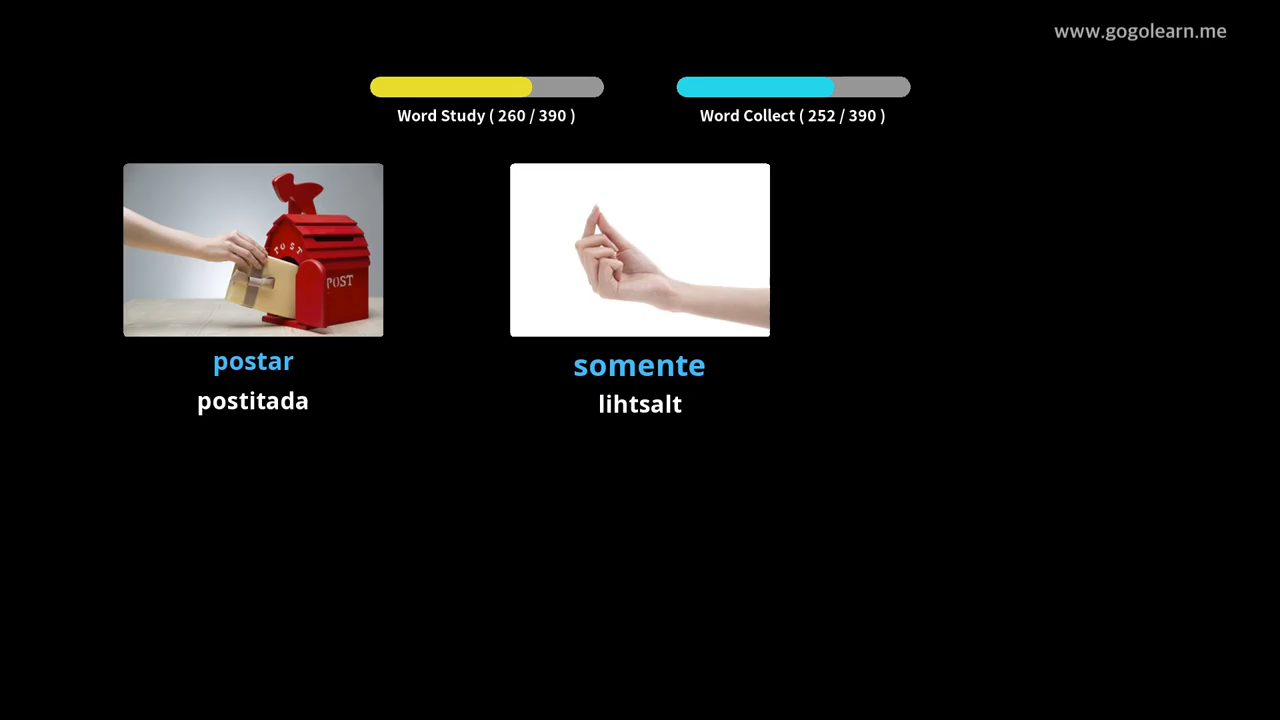 www.gogolearn.me
Word Study ( 260 / 390 )
Word Collect ( 252 / 390 )
POST
POST
postar
somente
postitada
lihtsalt